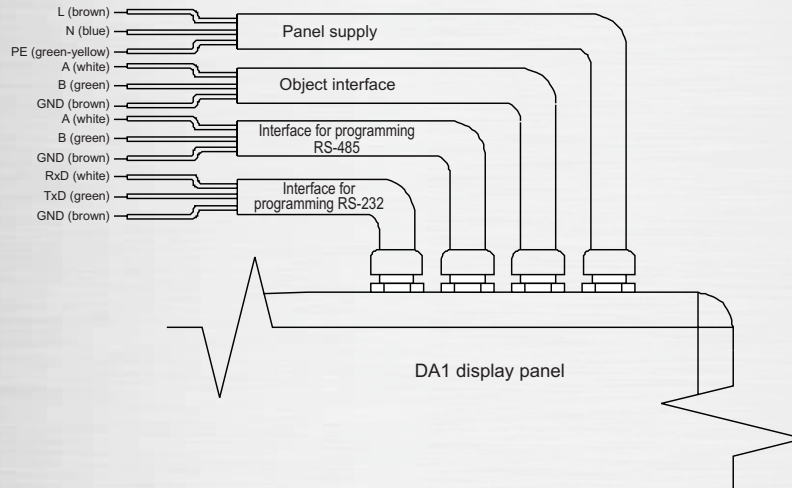 L (brown)
N (blue)
PE (green-yellow)
Panel supply
A (white)
B (green)
GND (brown)
Object interface
A (white)
B (green)
GND (brown)
Interface for programming
RS-485
RxD (white)
TxD (green)
GND (brown)
Interface for
programming RS-232
DA1 display panel